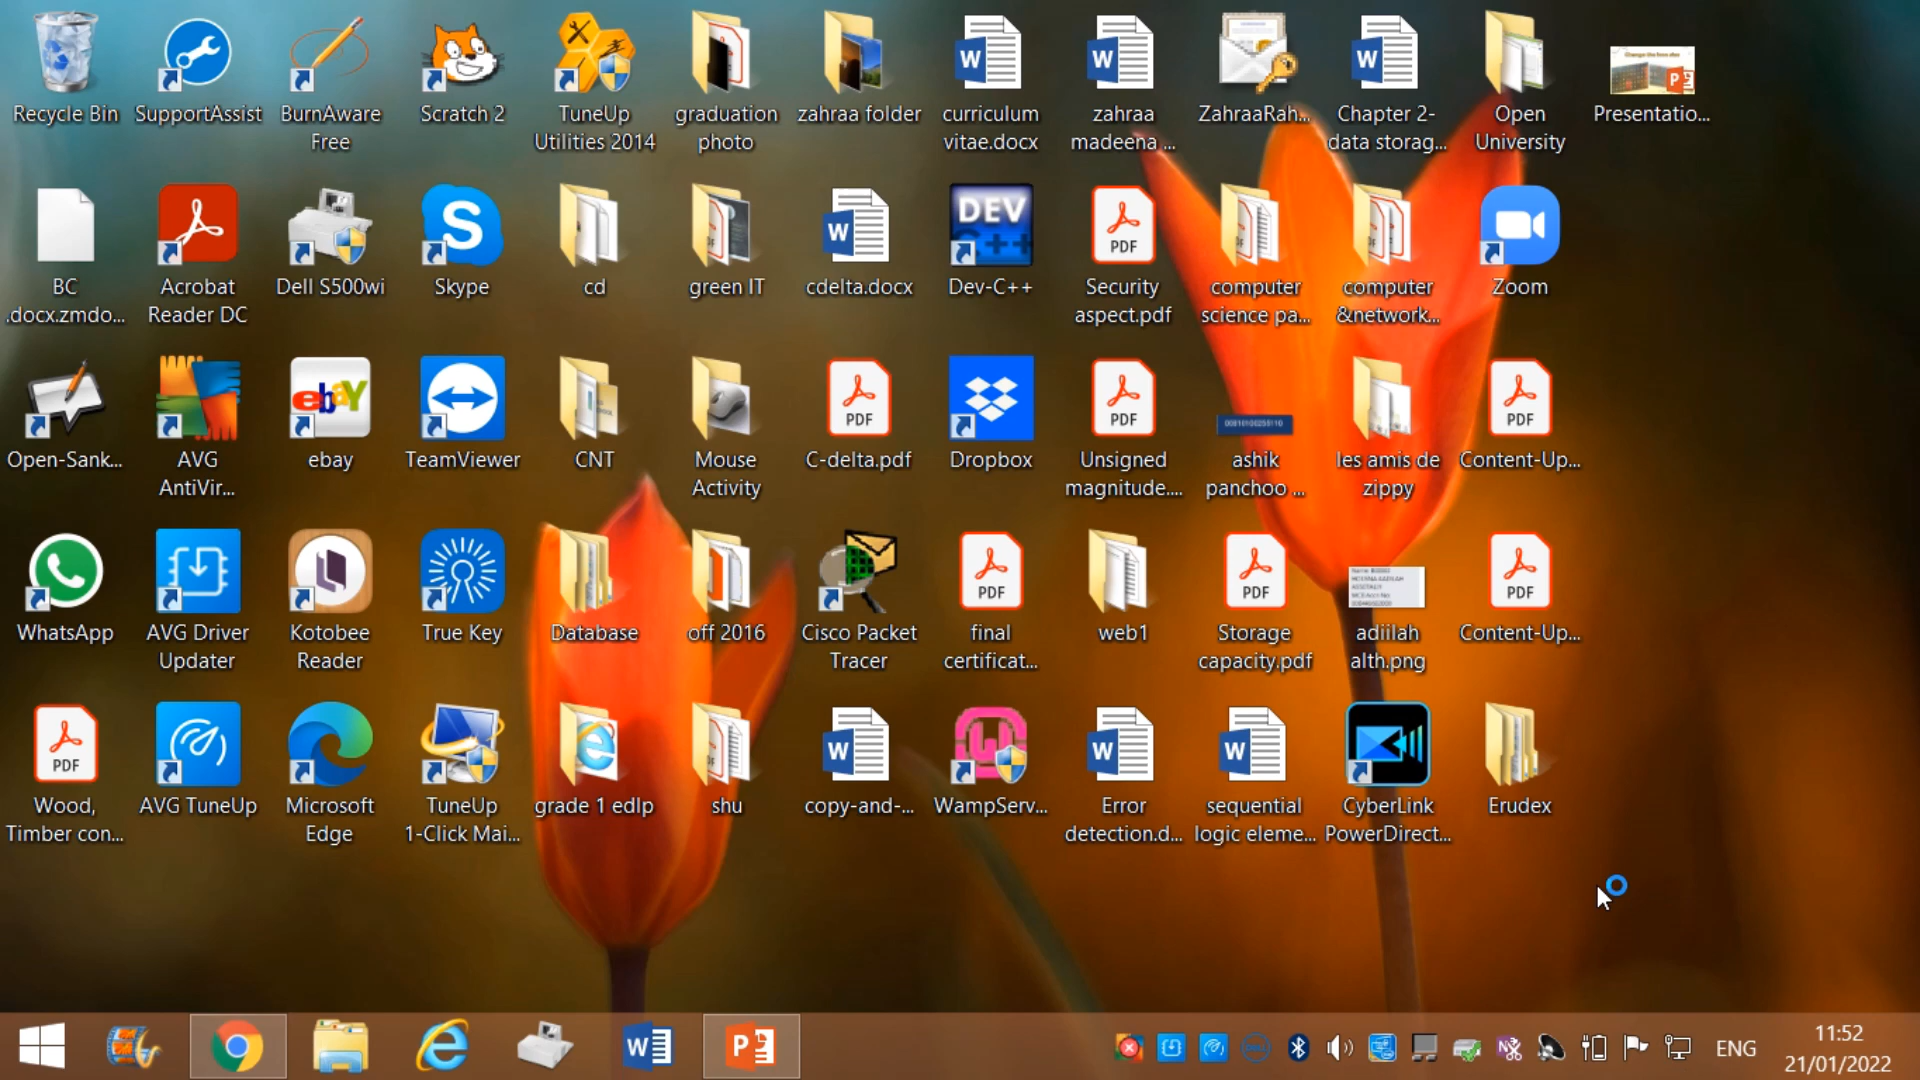 Recycle Bin
SupportAssist
BurnAware
Free
Scratch 2
TuneUp
Utilities 2014
graduation
photo
zahraa folder
curriculum
vitae.docx
zahraa
madeena ...
ZahraaRah...
Chapter 2-
data storag...
Open
University
Presentatio...
BC
.docx.zmdo...
Acrobat
Reader DC
Dell S500wi
Skype
cd
green IT
cdelta.docx
DEV
C++
Dev-C++
PDF
Security
aspect.pdf
computer
science pa...
computer
&network...
Zoom
Open-Sank...
AVG
AntiVir...
ebay
ebay
TeamViewer
CNT
Mouse
Activity
PDF
C-delta.pdf
Dropbox
PDF
Unsigned
magnitude....
ashik
panchoo ...
les amis de
zippy
PDF
Content-Up...
WhatsApp
AVG Driver
Updater
Kotobee
Reader
True Key
Database
off 2016
Cisco Packet
Tracer
PDF
final
certificat...
web1
PDF
Storage
capacity.pdf
adiilah
alth.png
PDF
Content-Up...
PDF
Wood,
Timber con...
AVG TuneUp
Microsoft
Edge
TuneUp
1-Click Mai...
grade 1 edlp
shu
copy-and-...
WampServ...
Error
detection.d...
sequential
logic eleme...
CyberLink
PowerDirect...
Erudex
ENG
11:52
21/01/2022